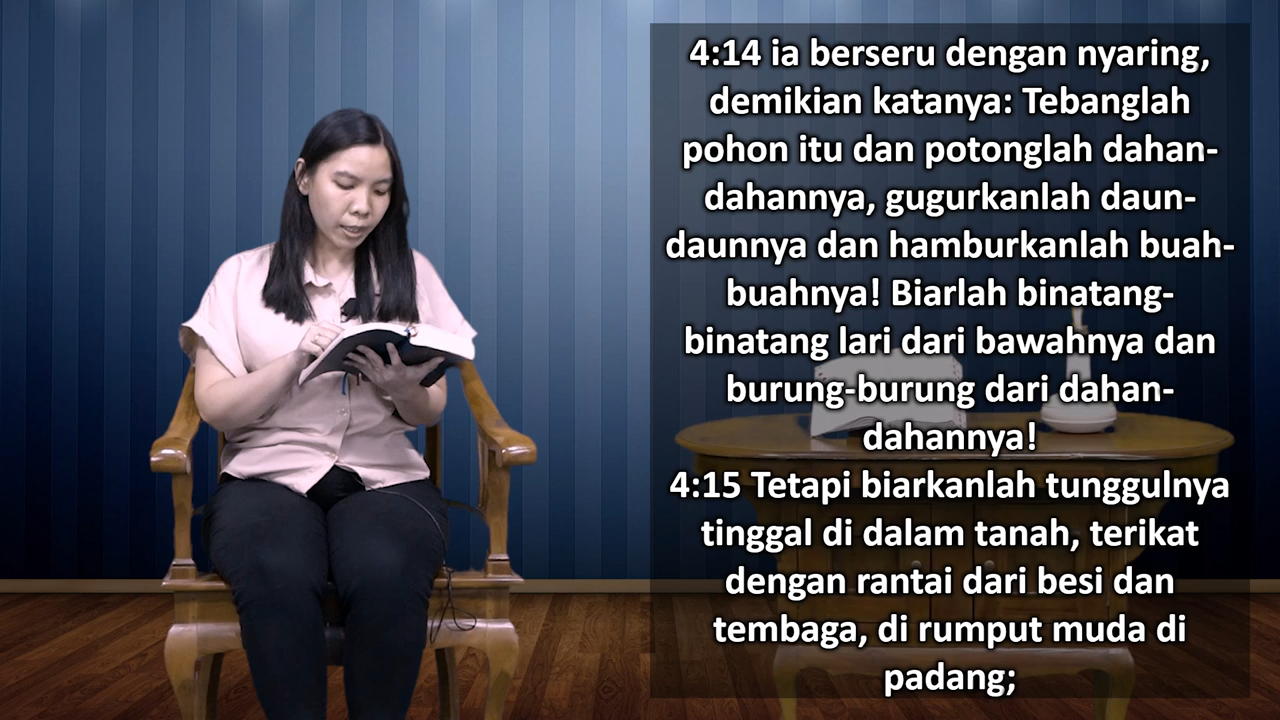 4:14 ia berseru dengan nyaring,
demikian katanya: Tebanglah
pohon itu dan potonglah dahan-
dahannya, gugurkanlah daun-
daunnya dan hamburkanlah buah-
buahnya! Biarlah binatang-
binatang lari dari bawahnya dan
burung-burung dari dahan-
dahannya!
4:15 Tetapi biarkanlah tunggulnya
tinggal di dalam tanah, terikat
dengan rantai dari besi dan
tembaga, di rumput muda di
padang;